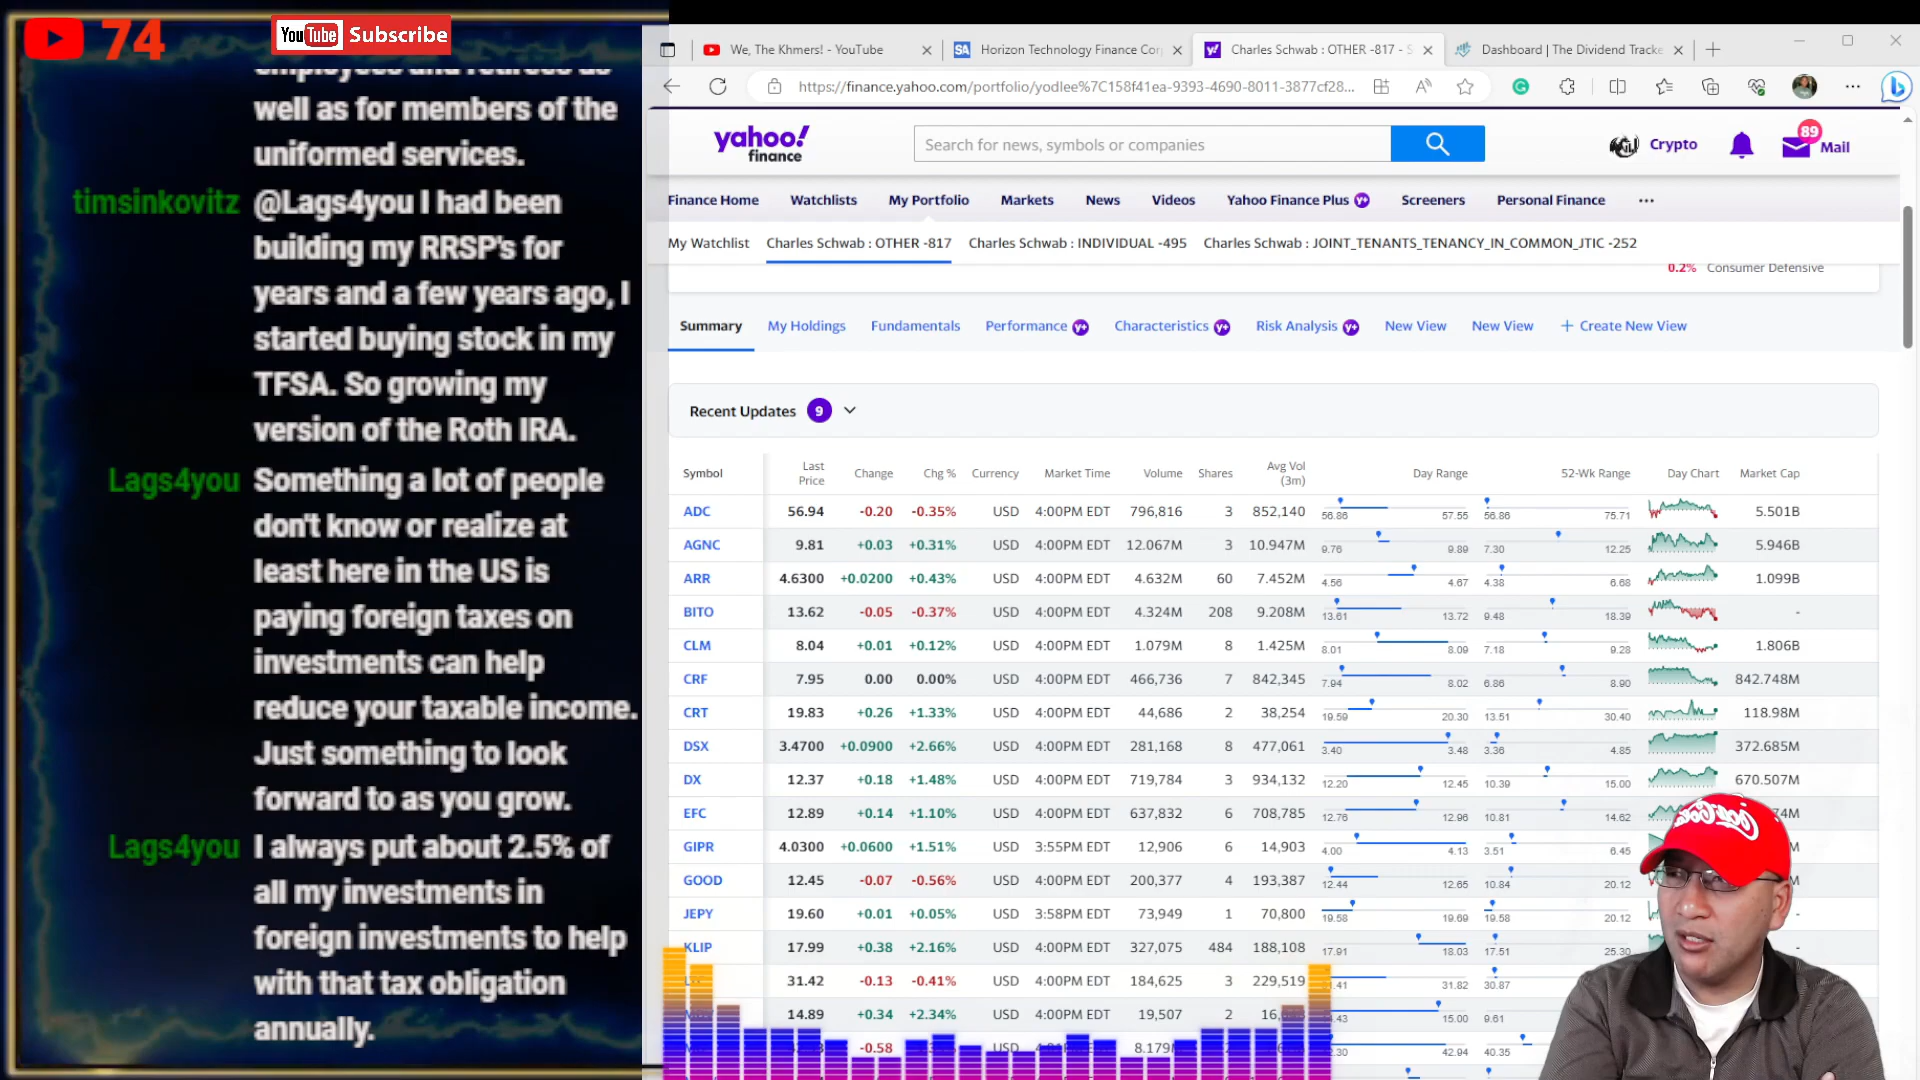 74
YouTube Subscribe
employees and retirees as
well as for members of the
uniformed services.
timsinkovitz @Lags4you I had been
building my RRSP's for
years and a few years ago, I
started buying stock in my
TFSA. So growing my
version of the Roth IRA.
Lags4you Something a lot of people
don't know or realize at
least here in the US is
paying foreign taxes on
investments can help
reduce your taxable income.
Just something to look
forward to as you grow.
Lags4you I always put about 2.5% of
all my investments in
foreign investments to help
with that tax obligation
annually.
We, The Khmers! - YouTube
Horizon Technology Finance Cor
Charles Schwab : OTHER -817 - S
Dashboard | The Dividend Tracke
https://finance.yahoo.com/portfolio/yodlee%7C158f41ea-9393-4690-8011-3877cf28...
yahoo!
finance
Search for news, symbols or companies
Crypto
89
Mail
Finance Home Watchlists My Portfolio Markets News Videos Yahoo Finance Plus Screeners Personal Finance ...
My Watchlist Charles Schwab : OTHER -817 Charles Schwab : INDIVIDUAL -495 Charles Schwab : JOINT_TENANTS_TENANCY_IN_COMMON_JTIC -252
0.2% Consumer Defensive
Summary My Holdings Fundamentals Performance Y+ Characteristics Y+ Risk Analysis Y+ New View New View + Create New View
Recent Updates 9
Symbol Last Price Change Chg % Currency Market Time Volume Shares Avg Vol (3m) Day Range 52-Wk Range Day Chart Market Cap
ADC 56.94 -0.20 -0.35% USD 4:00PM EDT 796,816 3 852,140 56.86 57.55 56.86 75.71 5.501B
AGNC 9.81 +0.03 +0.31% USD 4:00PM EDT 12.067M 3 10.947M 9.76 9.89 7.30 12.25 5.946B
ARR 4.6300 +0.0200 +0.43% USD 4:00PM EDT 4.632M 60 7.452M 4.56 4.67 4.38 6.68 1.099B
BITO 13.62 -0.05 -0.37% USD 4:00PM EDT 4.324M 208 9.208M 13.61 13.72 9.48 18.39 -
CLM 8.04 +0.01 +0.12% USD 4:00PM EDT 1.079M 8 1.425M 8.01 8.09 7.18 9.28 1.806B
CRF 7.95 0.00 0.00% USD 4:00PM EDT 466,736 7 842,345 7.94 8.02 6.86 8.90 842.748M
CRT 19.83 +0.26 +1.33% USD 4:00PM EDT 44,686 2 38,254 19.59 20.30 13.51 30.40 118.98M
DSX 3.4700 +0.0900 +2.66% USD 4:00PM EDT 281,168 8 477,061 3.40 3.48 3.36 4.85 372.685M
DX 12.37 +0.18 +1.48% USD 4:00PM EDT 719,784 3 934,132 12.20 12.45 10.39 15.00 670.507M
EFC 12.89 +0.14 +1.10% USD 4:00PM EDT 637,832 6 708,785 12.76 12.96 10.81 14.62
GIPR 4.0300 +0.0600 +1.51% USD 3:55PM EDT 12,906 6 14,903 4.00 4.13 3.51 6.45
GOOD 12.45 -0.07 -0.56% USD 4:00PM EDT 200,377 4 193,387 12.44 12.65 10.84 20.12
JEPY 19.60 +0.01 +0.05% USD 3:58PM EDT 73,949 1 70,800 19.58 19.69 19.58 20.12 -
KLIP 17.99 +0.38 +2.16% USD 4:00PM EDT 327,075 484 188,108 17.91 18.03 17.51 25.30 -
31.42 -0.13 -0.41% USD 4:00PM EDT 184,625 3 229,519 31.82 30.87
14.89 +0.34 +2.34% USD 4:00PM EDT 19,507 2 15.00 9.61
-0.58 USD 8.179M 42.94 40.35
Coca-Cola